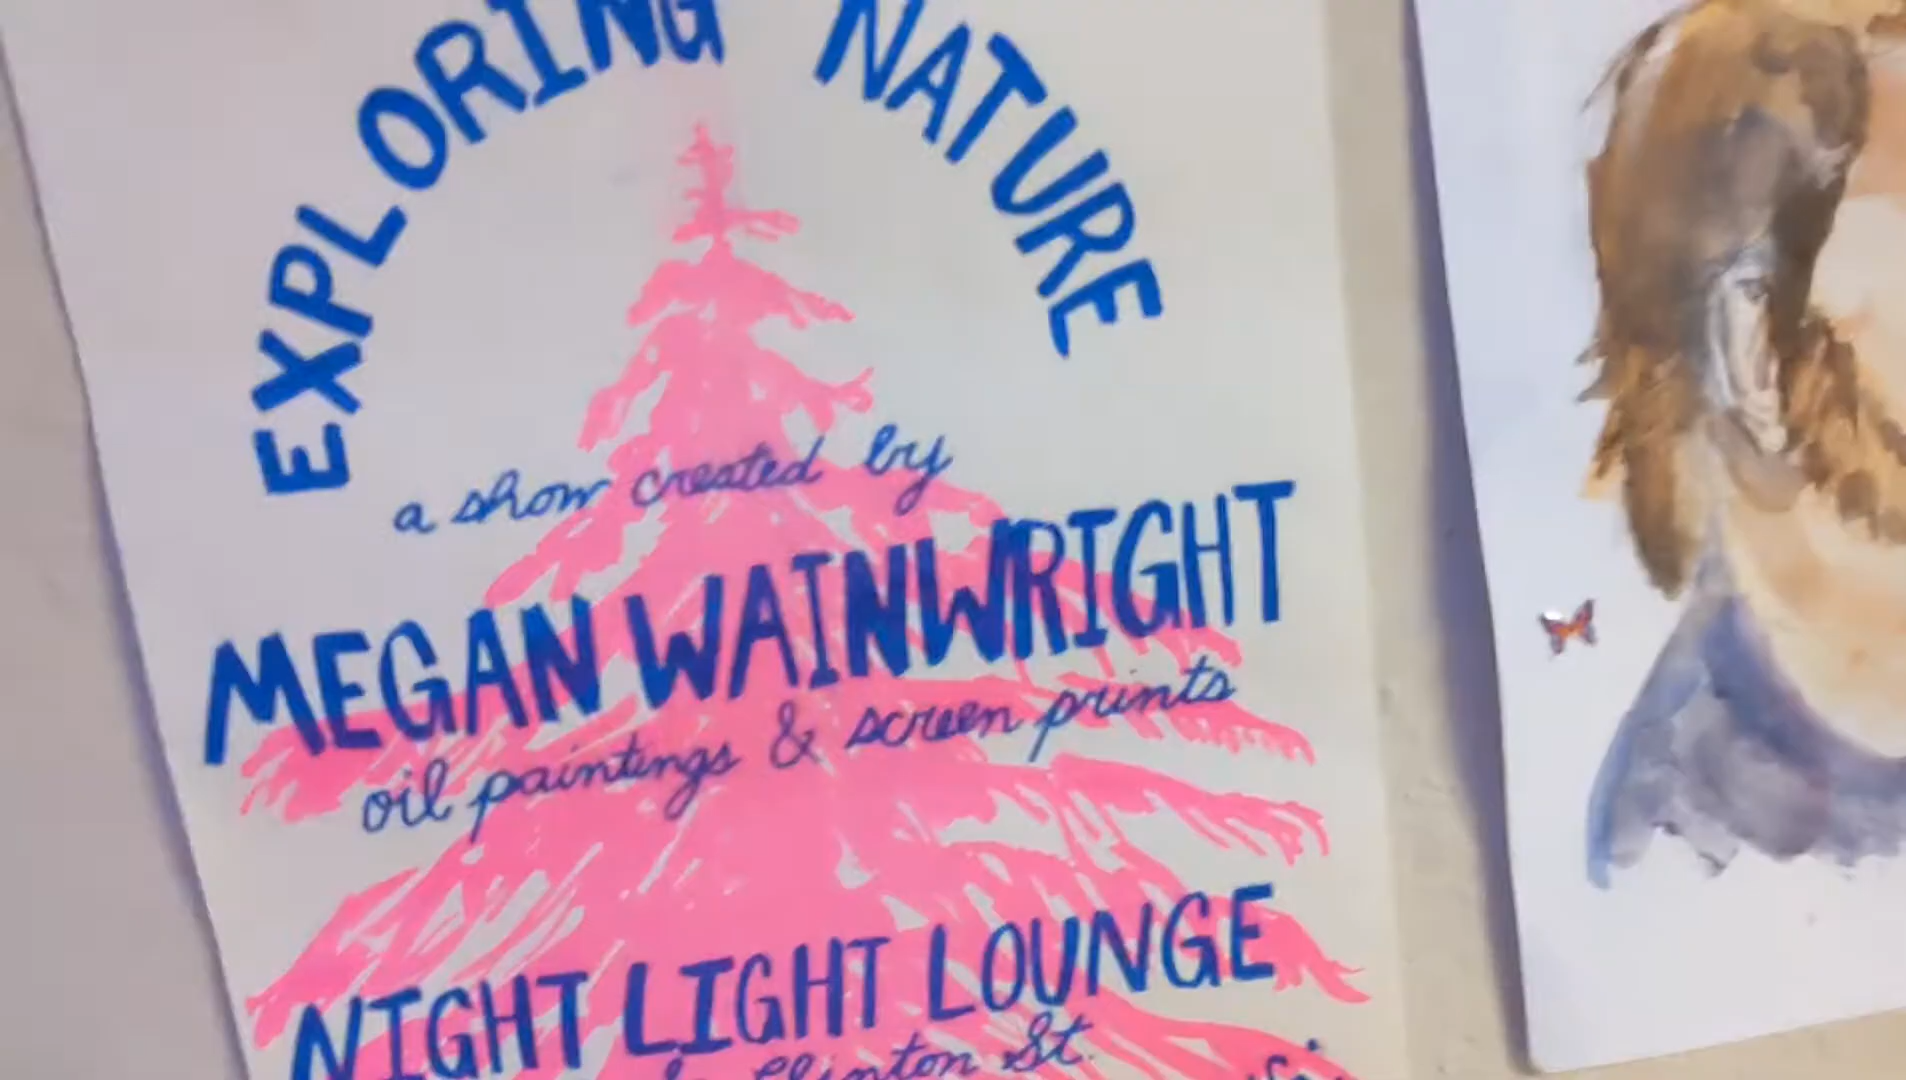 EXPLORING NATURE
a show created by
MEGAN WAINWRIGHT
oil paintings & screen prints
NIGHT LIGHT LOUNGE
Clinton St.